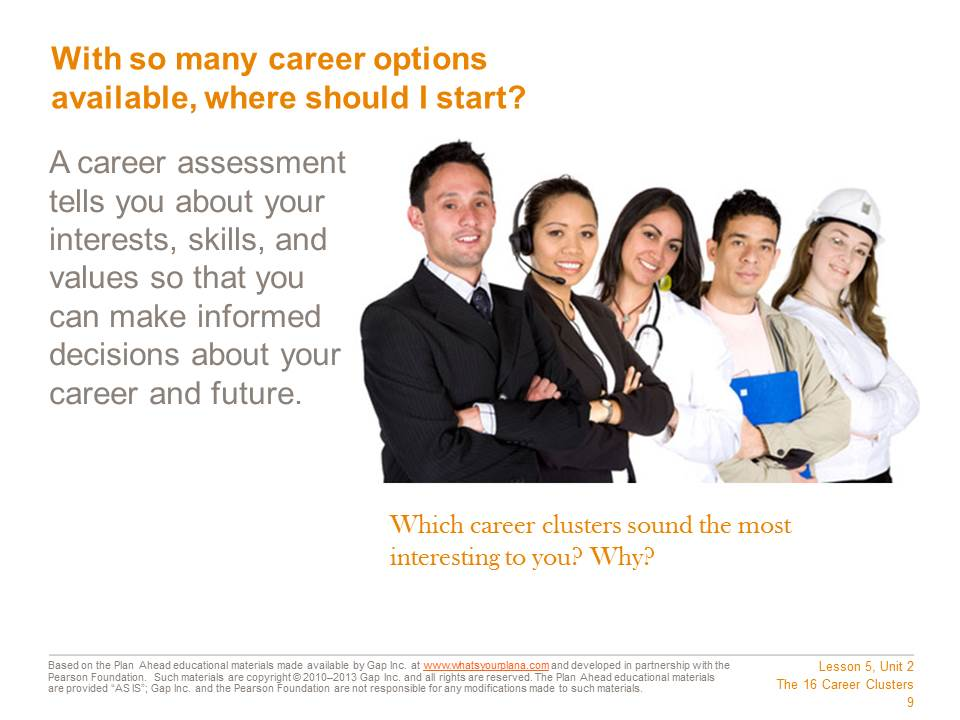 With so many career options
available, where should I start?
A career assessment
tells you about your
interests, skills, and
values so that you
can make informed
decisions about your
career and future.
Which career clusters sound the most
interesting to you? Why?
Based on the Plan Ahead educational materials made available by Gap Inc. at www.whatsyourplana.com and developed in partnership with the
Pearson Foundation. Such materials are copyright © 2010–2013 Gap Inc. and all rights are reserved. The Plan Ahead educational materials
are provided “AS IS”; Gap Inc. and the Pearson Foundation are not responsible for any modifications made to such materials.
Lesson 5, Unit 2
The 16 Career Clusters
9